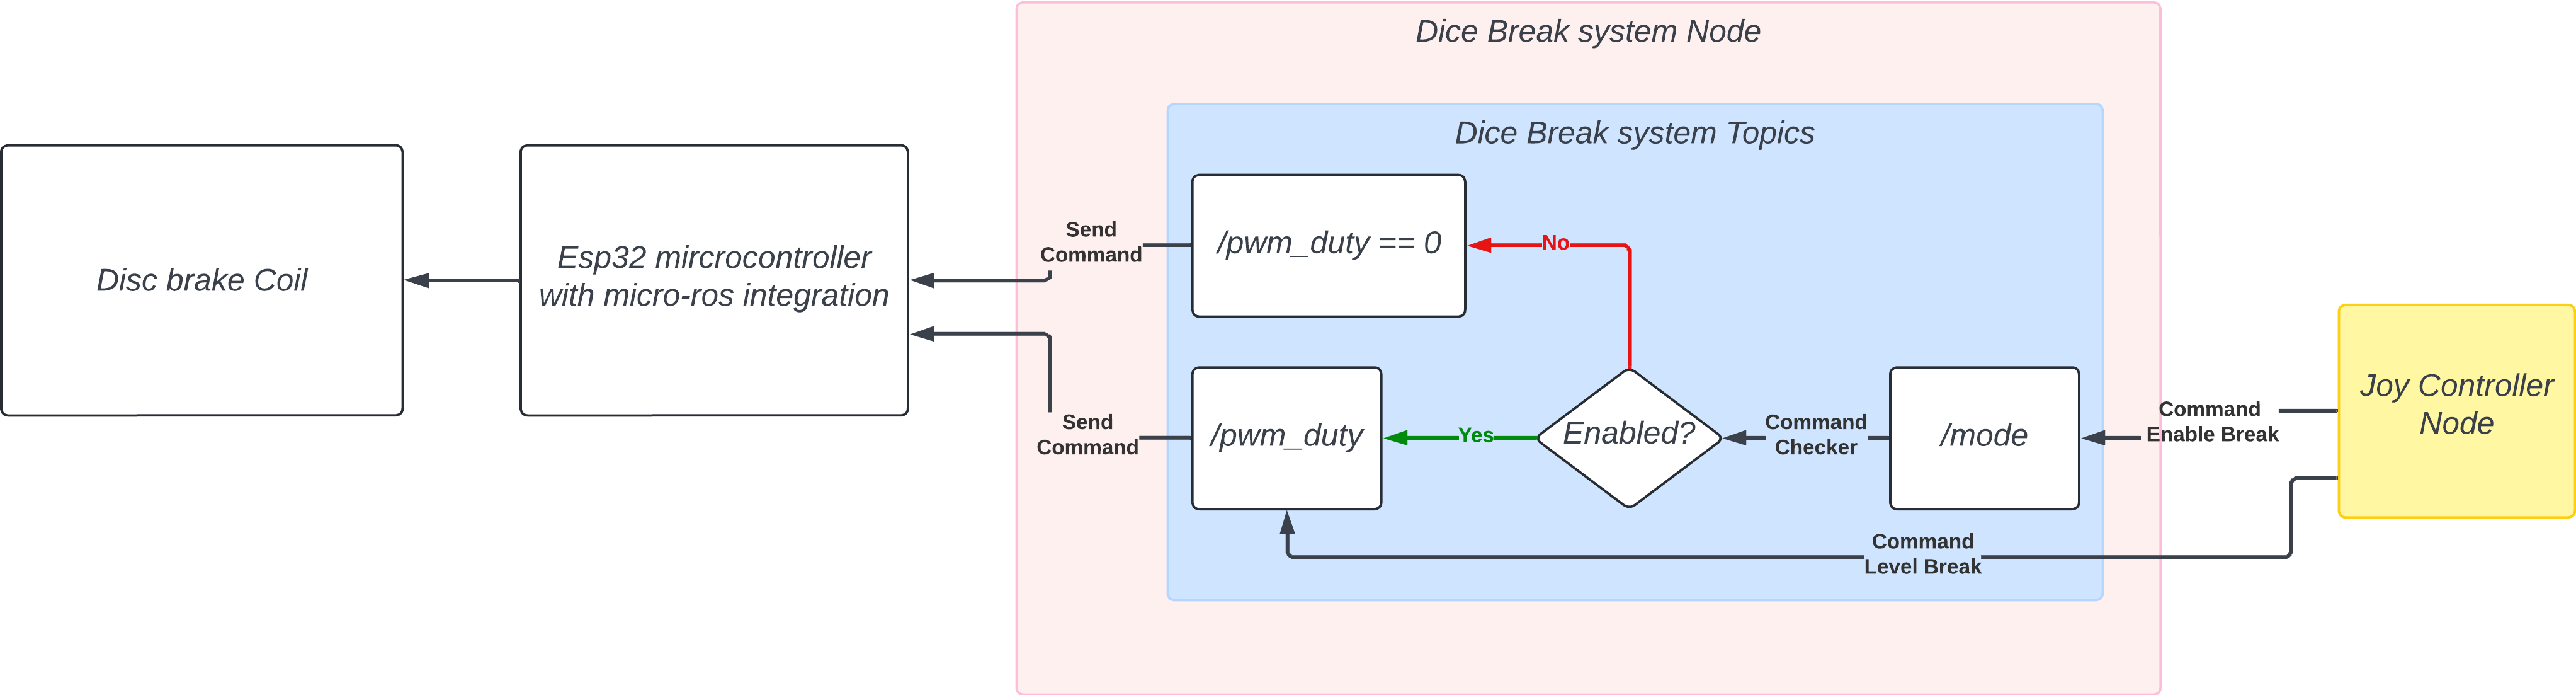 Dice Break system Node
Dice Break system Topics
Disc brake Coil
Esp32 mircrocontroller
with micro-ros integration
Send
Command
/pwm_duty == 0
No
Send
Command
/pwm_duty
Yes
Enabled?
Command
Checker
/mode
Command
Enable Break
Joy Controller
Node
Command
Level Break